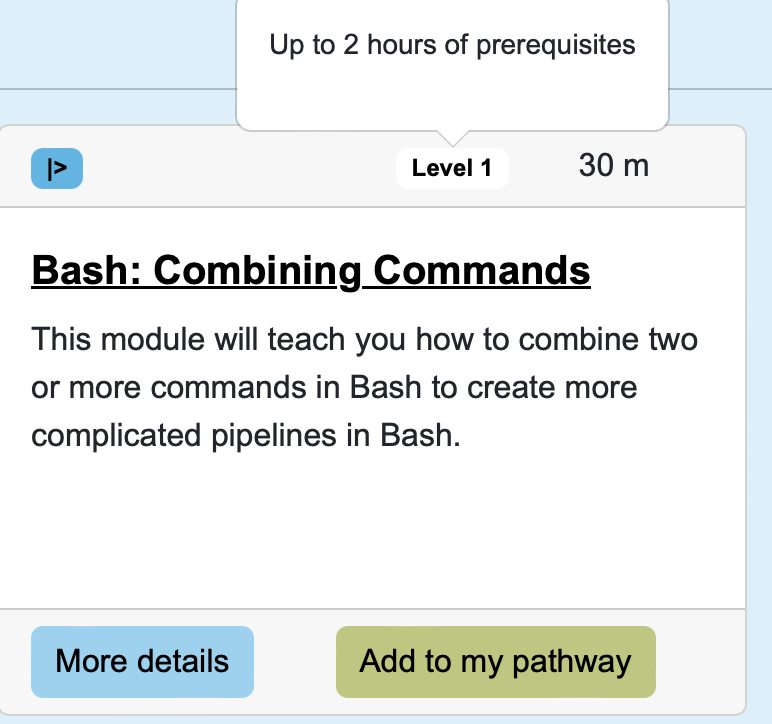 Up to 2 hours of prerequisites
|>
Level 1
30 m
Bash: Combining Commands
This module will teach you how to combine two
or more commands in Bash to create more
complicated pipelines in Bash.
More details
Add to my pathway